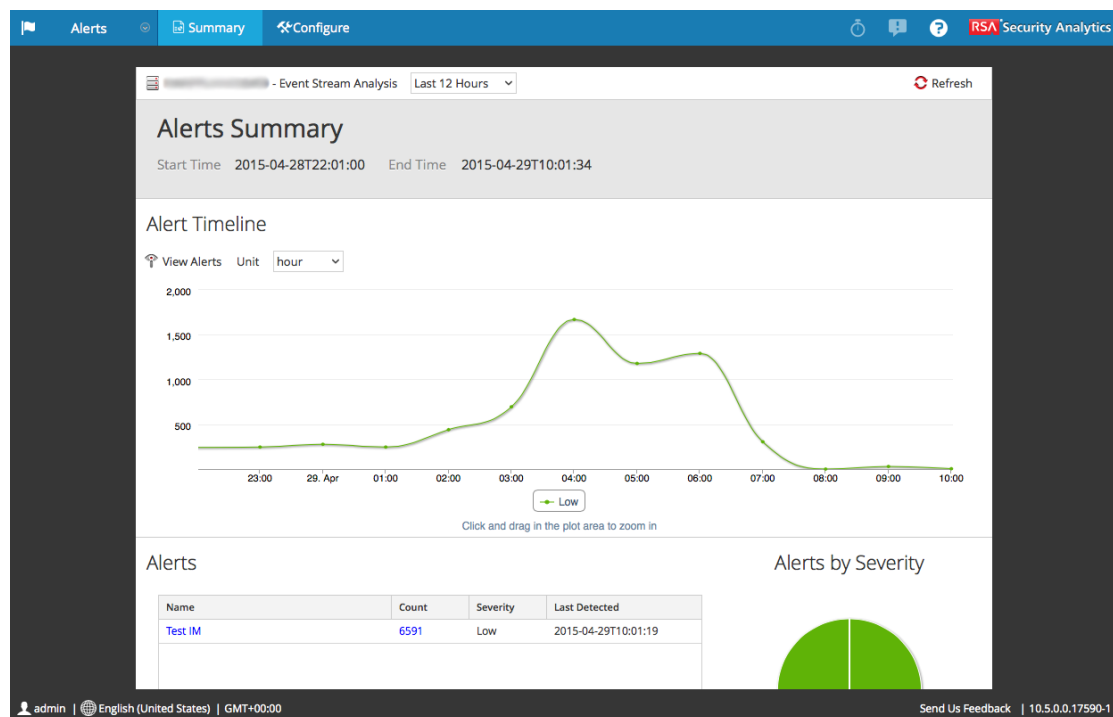 Alerts Summary Configure RSA Security Analytics
- Event Stream Analysis Last 12 Hours Refresh
Alerts Summary
Start Time 2015-04-28T22:01:00 End Time 2015-04-29T10:01:34
Alert Timeline
View Alerts Unit hour
2,000
1,500
1,000
500
23:00 29. Apr 01:00 02:00 03:00 04:00 05:00 06:00 07:00 08:00 09:00 10:00
Low
Click and drag in the plot area to zoom in
Alerts Alerts by Severity
Name Count Severity Last Detected
Test IM 6591 Low 2015-04-29T10:01:19
admin | English (United States) | GMT+00:00 Send Us Feedback | 10.5.0.0.17590-1